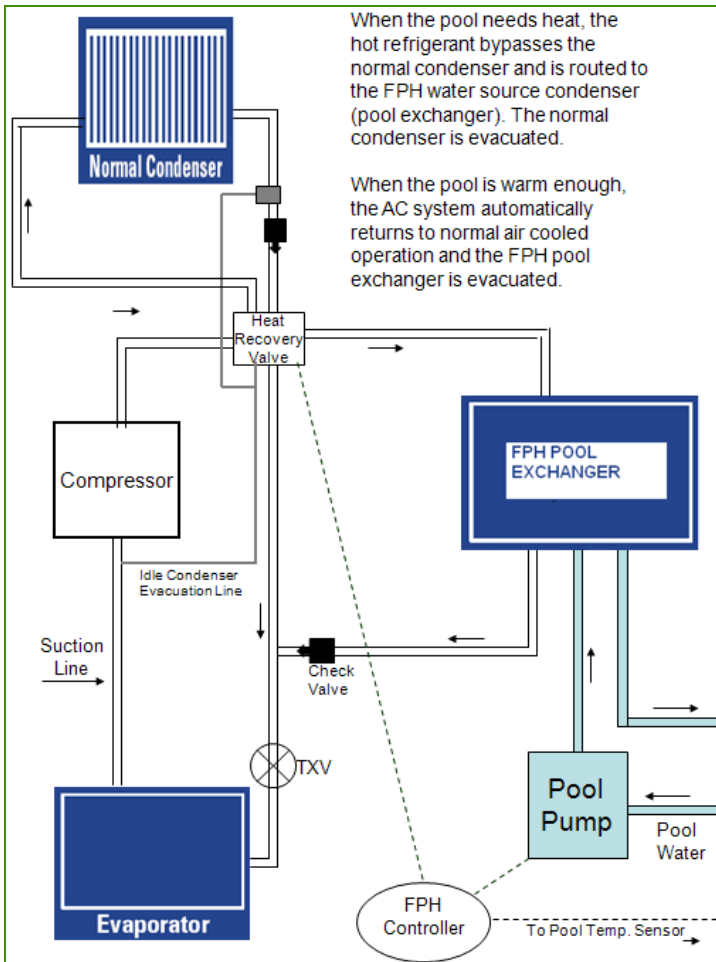 When the pool needs heat, the
hot refrigerant bypasses the
normal condenser and is routed to
the FPH water source condenser
(pool exchanger). The normal
condenser is evacuated.
When the pool is warm enough,
the AC system automatically
returns to normal air cooled
operation and the FPH pool
exchanger is evacuated.
Normal Condenser
Heat
Recovery
Valve
FPH POOL
EXCHANGER
Compressor
Idle Condenser
Evacuation Line
Suction
Line
Check
Valve
TXV
Pool
Pump
Pool
Water
Evaporator
FPH
Controller
To Pool Temp. Sensor